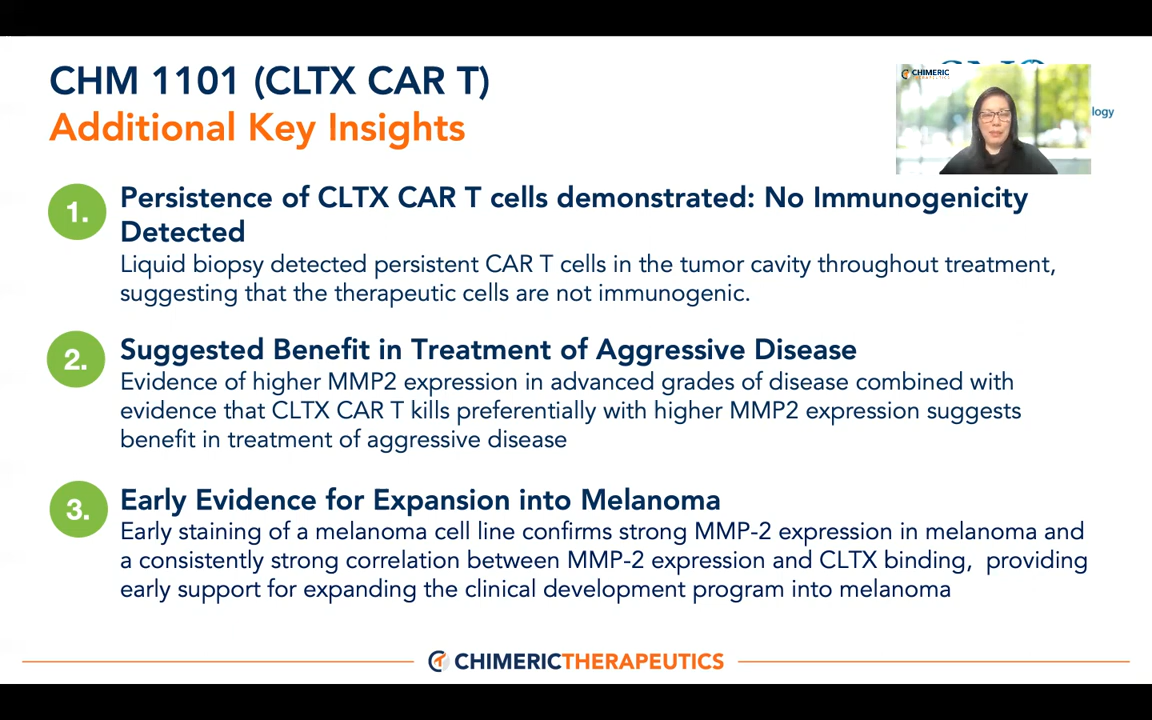 CHM 1101 (CLTX CAR T)
Additional Key Insights
CHIMERIC
THERAPEUTICS
logy
1.
Persistence of CLTX CAR T cells demonstrated: No Immunogenicity
Detected
Liquid biopsy detected persistent CAR T cells in the tumor cavity throughout treatment,
suggesting that the therapeutic cells are not immunogenic.
2.
Suggested Benefit in Treatment of Aggressive Disease
Evidence of higher MMP2 expression in advanced grades of disease combined with
evidence that CLTX CAR T kills preferentially with higher MMP2 expression suggests
benefit in treatment of aggressive disease
3.
Early Evidence for Expansion into Melanoma
Early staining of a melanoma cell line confirms strong MMP-2 expression in melanoma and
a consistently strong correlation between MMP-2 expression and CLTX binding,  providing
early support for expanding the clinical development program into melanoma
CHIMERICTHERAPEUTICS